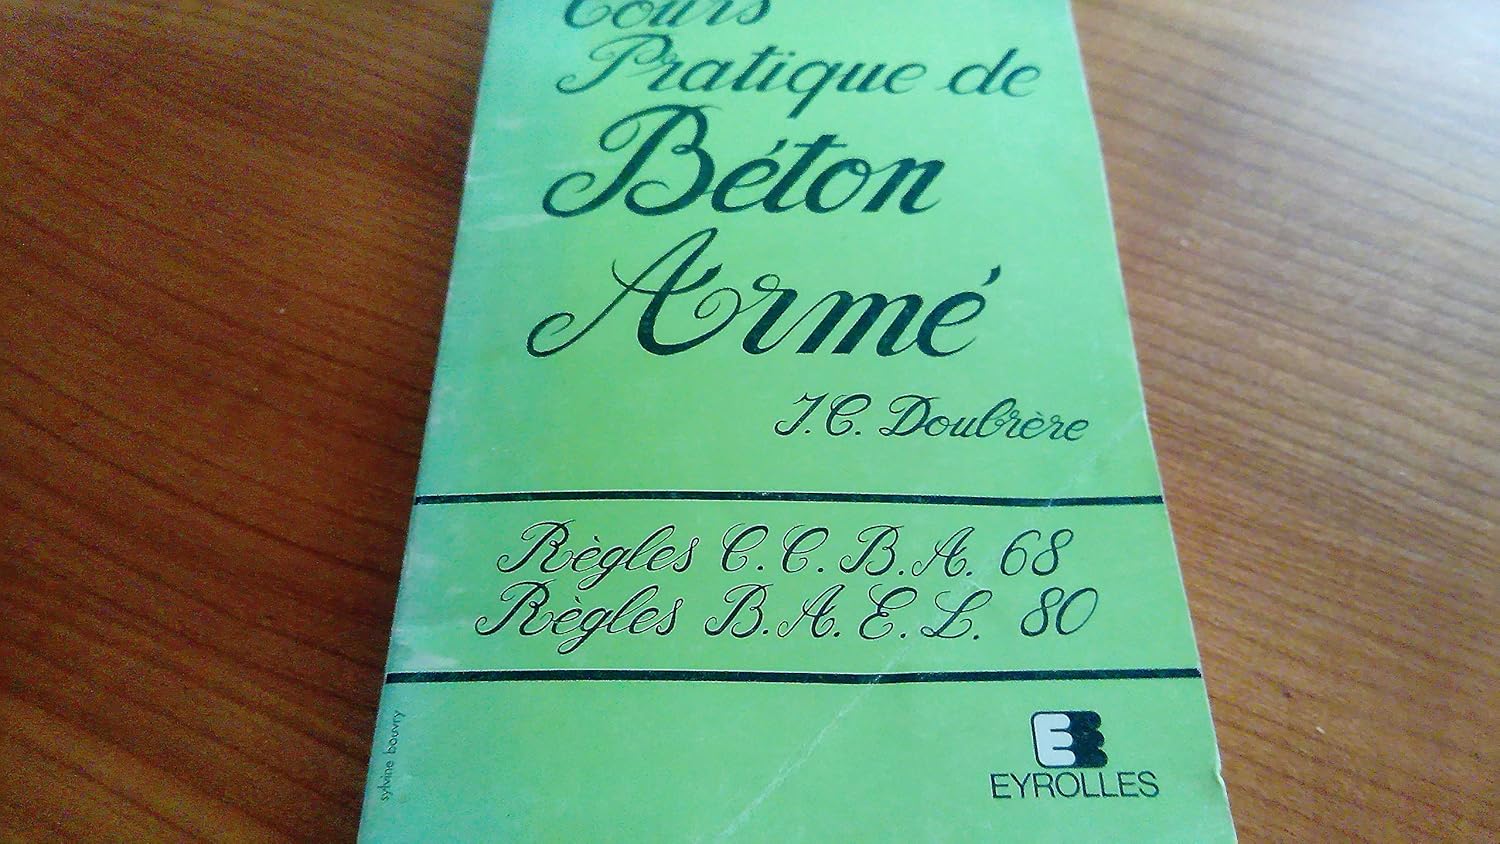 Cours
Pratique de
Béton
Armé
J.C. Doubrère
Règles C.C.B.A. 68
Règles B.A.E.L. 80
sylvine bouvry
EYROLLES